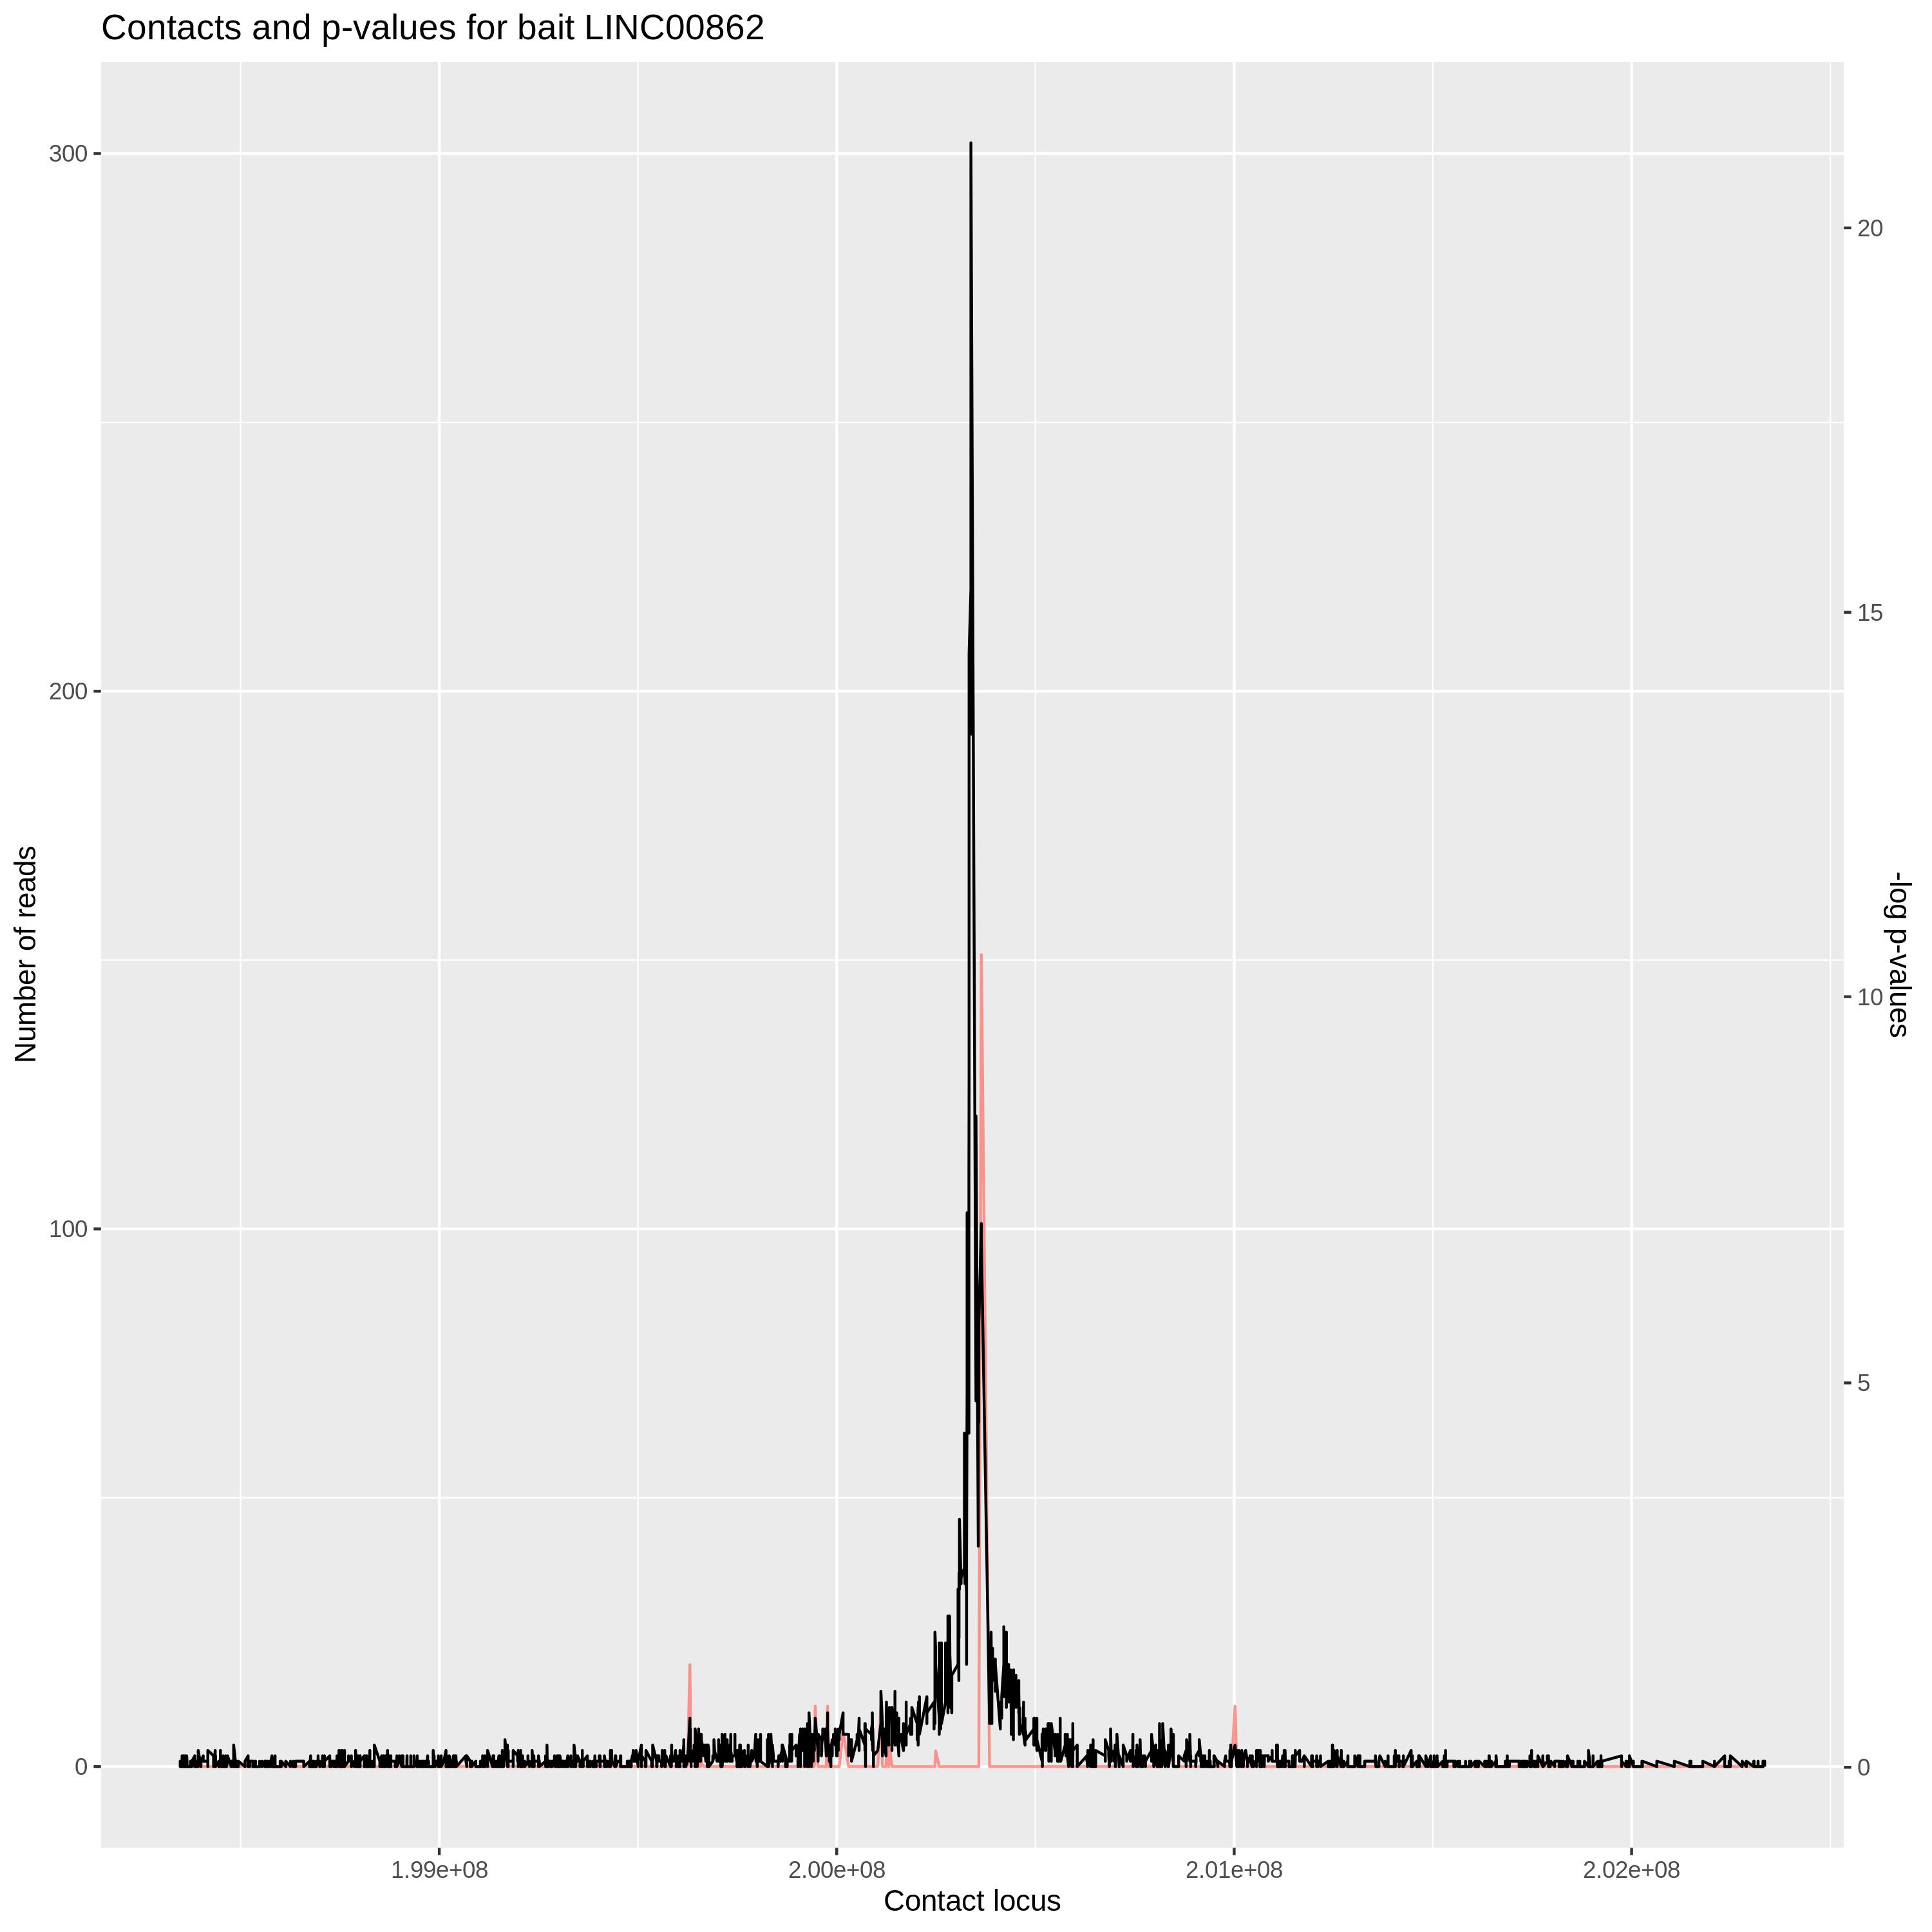 Contacts and p-values for bait LINC00862
300
200
100
0
Number of reads
20
15
10
5
0
-log p-values
1.99e+08
2.00e+08
2.01e+08
2.02e+08
Contact locus